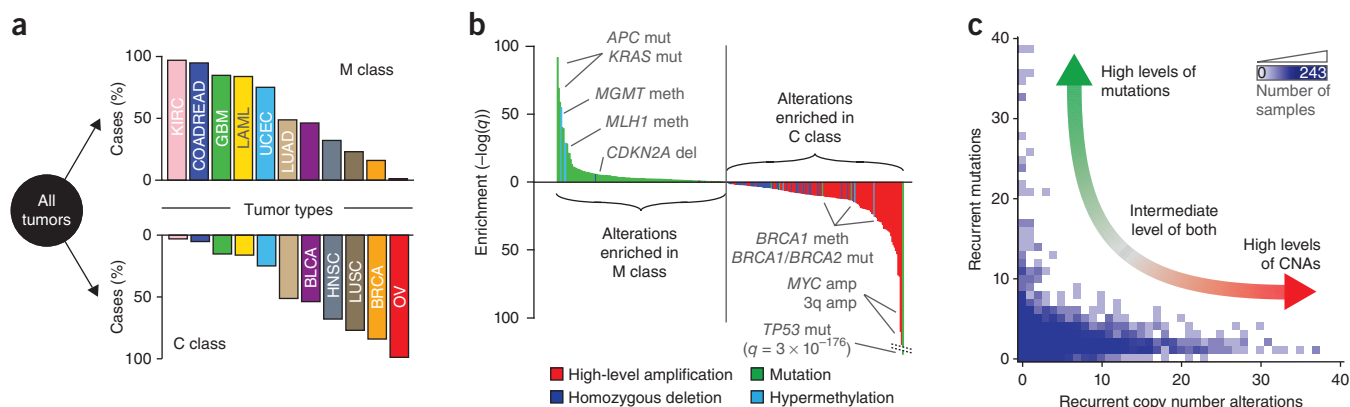 a
100
50
0
Cases (%)
M class
KIRC
COADREAD
GBM
LAML
UCEC
LUAD
All
tumors
Tumor types
0
50
100
Cases (%)
C class
BLCA
HNSC
LUSC
BRCA
OV
b
100
50
0
50
100
Enrichment (–log(q))
APC mut
KRAS mut
MGMT meth
MLH1 meth
CDKN2A del
Alterations
enriched in
C class
Alterations
enriched in
M class
BRCA1 meth
BRCA1/BRCA2 mut
MYC amp
3q amp
TP53 mut
(q = 3 × 10−176)
High-level amplification
Mutation
Homozygous deletion
Hypermethylation
c
40
30
20
10
0
Recurrent mutations
High levels of
mutations
0 243
Number of
samples
Intermediate
level of both
High levels
of CNAs
0 10 20 30 40
Recurrent copy number alterations